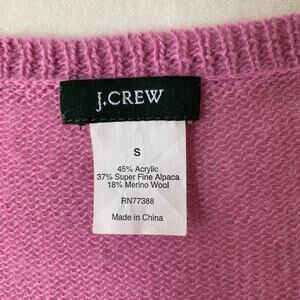 J.CREW
S
45% Acrylic
37% Super Fine Alpaca
18% Merino Wool
RN77388
Made in China